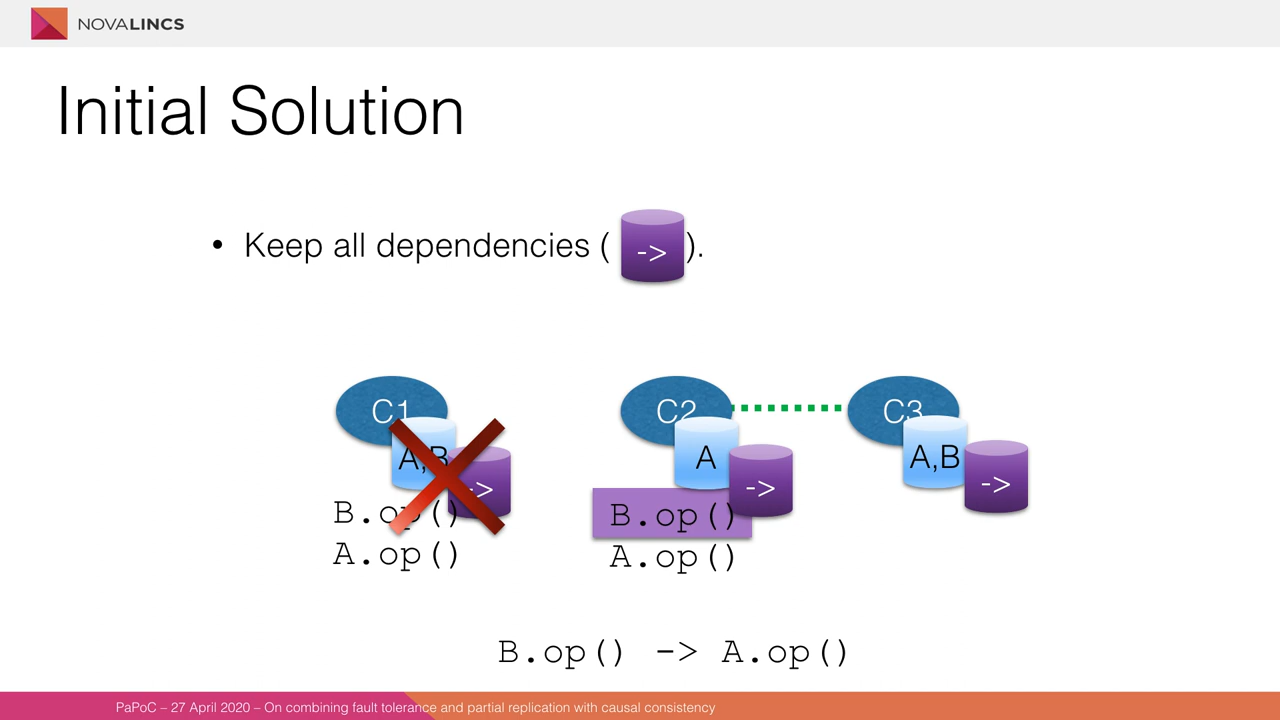 NOVALINCS
Initial Solution
• Keep all dependencies ( -> ).
C1 C2 C3
A,B A A,B
-> -> ->
B.op() B.op()
A.op() A.op()
B.op() -> A.op()
PaPoC – 27 April 2020 – On combining fault tolerance and partial replication with causal consistency